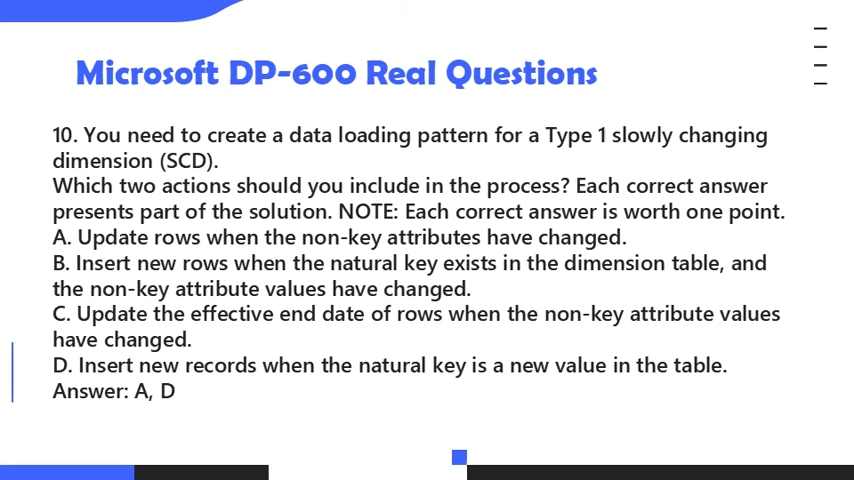 Microsoft DP-600 Real Questions
10. You need to create a data loading pattern for a Type 1 slowly changing
dimension (SCD).
Which two actions should you include in the process? Each correct answer
presents part of the solution. NOTE: Each correct answer is worth one point.
A. Update rows when the non-key attributes have changed.
B. Insert new rows when the natural key exists in the dimension table, and
the non-key attribute values have changed.
C. Update the effective end date of rows when the non-key attribute values
have changed.
D. Insert new records when the natural key is a new value in the table.
Answer: A, D